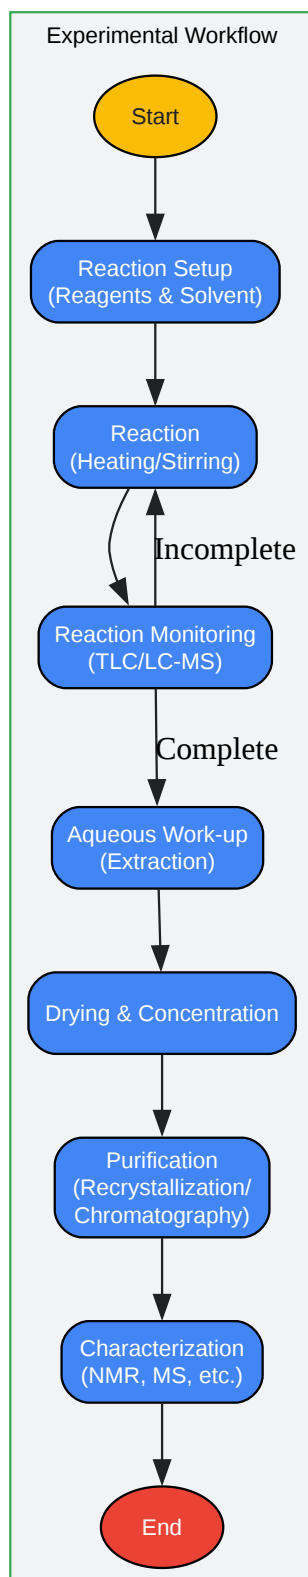 Experimental Workflow
Start
Reaction Setup
(Reagents & Solvent)
Reaction
(Heating/Stirring)
Incomplete
Reaction Monitoring
(TLC/LC-MS)
Complete
Aqueous Work-up
(Extraction)
Drying & Concentration
Purification
(Recrystallization/
Chromatography)
Characterization
(NMR, MS, etc.)
End